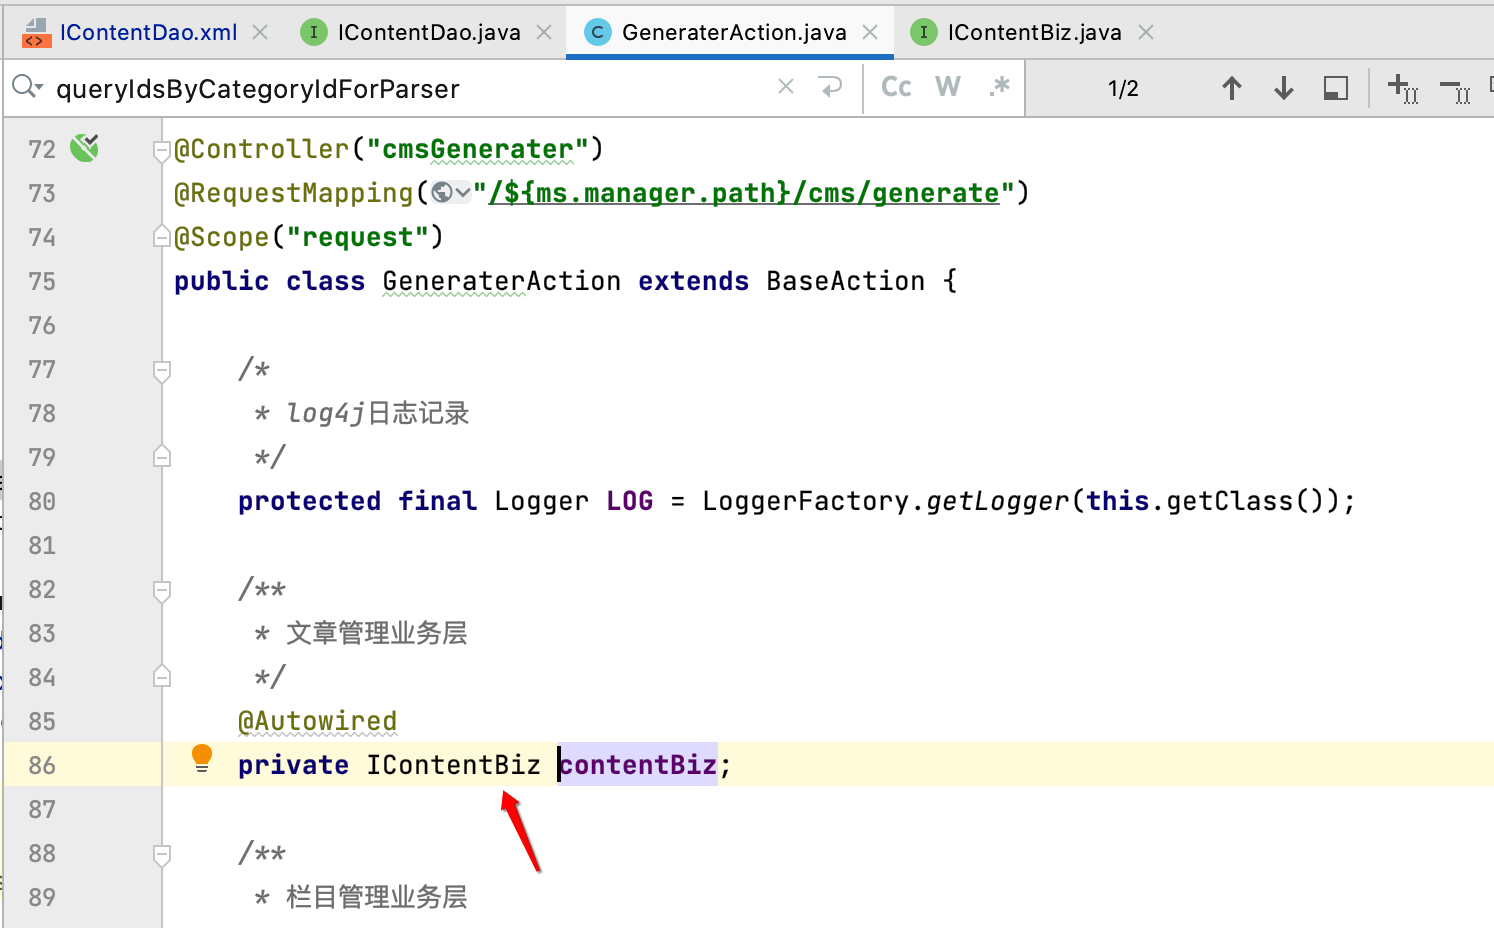 IContentDao.xml IContentDao.java GeneraterAction.java IContentBiz.java
queryIdsByCategoryIdForParser Cc W .* 1/2
72 @Controller("cmsGenerater")
73 @RequestMapping("/${ms.manager.path}/cms/generate")
74 @Scope("request")
75 public class GeneraterAction extends BaseAction {
76
77 /*
78 * log4j日志记录
79 */
80 protected final Logger LOG = LoggerFactory.getLogger(this.getClass());
81
82 /**
83 * 文章管理业务层
84 */
85 @Autowired
86 private IContentBiz contentBiz;
87
88 /**
89 * 栏目管理业务层